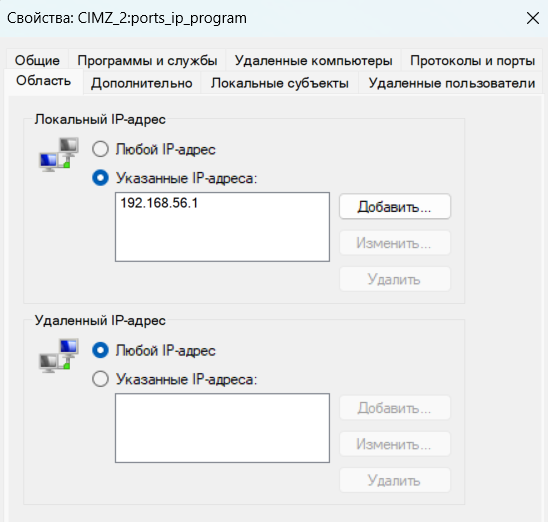 Свойства: CIMZ_2:ports_ip_program
Общие Программы и службы Удаленные компьютеры Протоколы и порты
Область Дополнительно Локальные субъекты Удаленные пользователи
Локальный IP-адрес
Любой IP-адрес
Указанные IP-адреса:
192.168.56.1
Добавить...
Изменить...
Удалить
Удаленный IP-адрес
Любой IP-адрес
Указанные IP-адреса:
Добавить...
Изменить...
Удалить